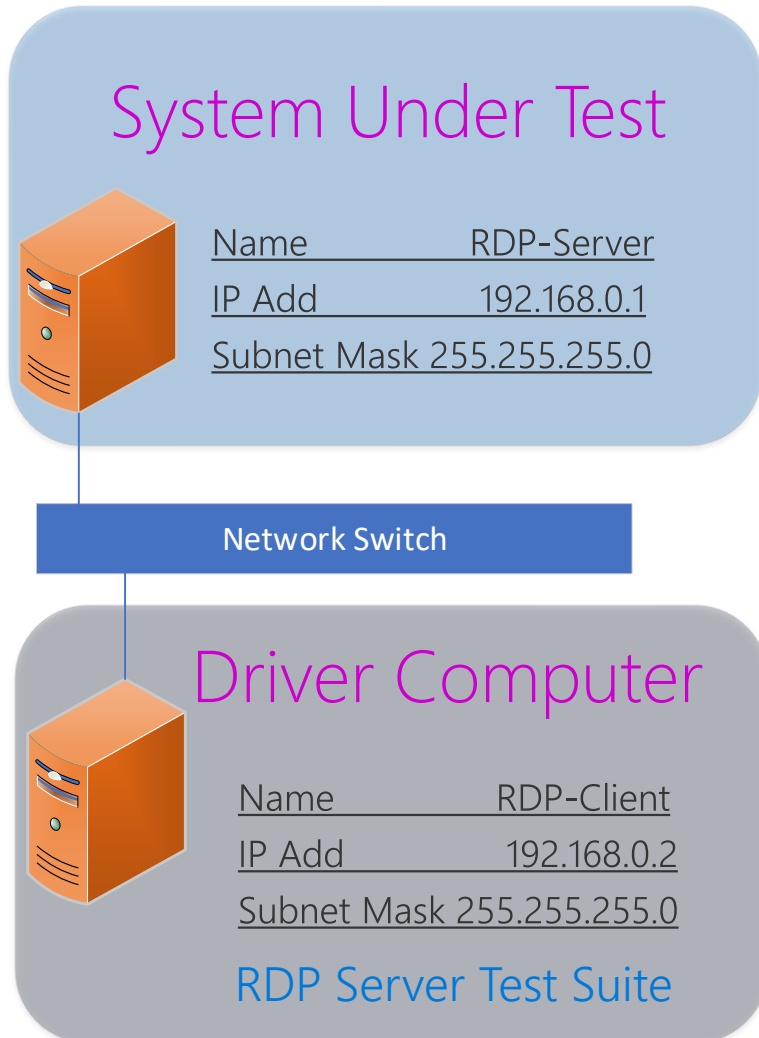 System Under Test
Name RDP-Server
IP Add 192.168.0.1
Subnet Mask 255.255.255.0
Network Switch
Driver Computer
Name RDP-Client
IP Add 192.168.0.2
Subnet Mask 255.255.255.0
RDP Server Test Suite